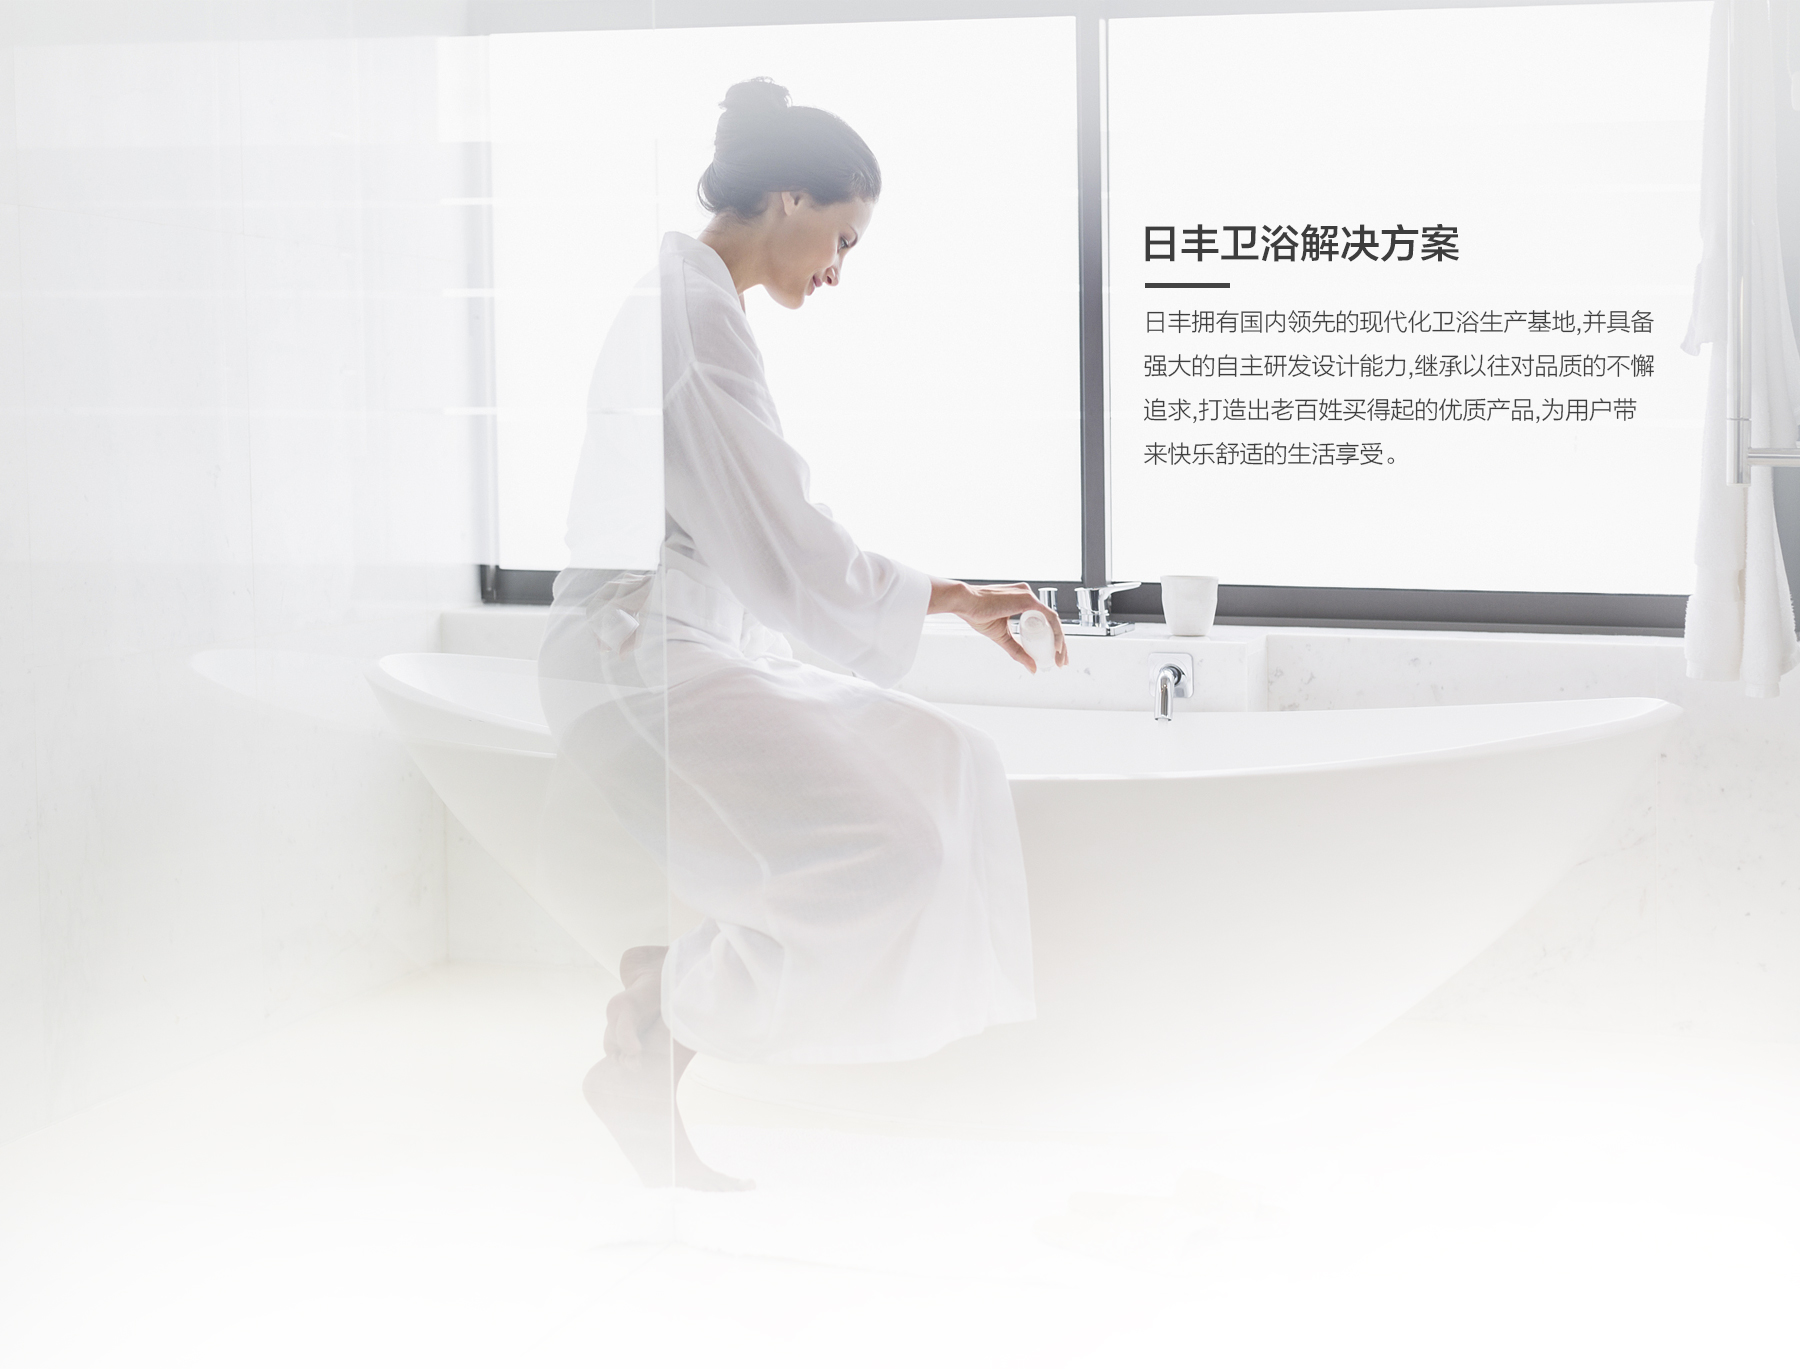 日丰卫浴解决方案
日丰拥有国内领先的现代化卫浴生产基地,并具备
强大的自主研发设计能力,继承以往对品质的不懈
追求,打造出老百姓买得起的优质产品,为用户带
来快乐舒适的生活享受。